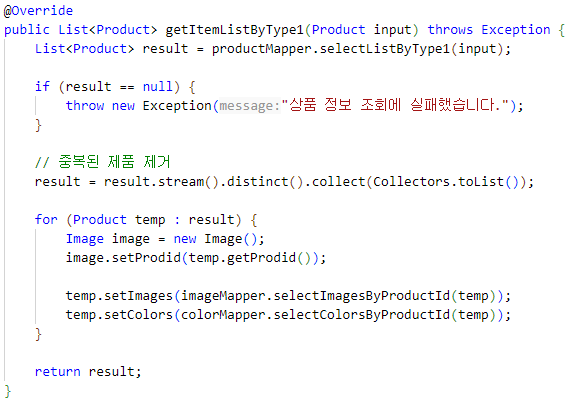 @Override
public List<Product> getItemListByType1(Product input) throws Exception {
    List<Product> result = productMapper.selectListByType1(input);

    if (result == null) {
        throw new Exception(message:"상품 정보 조회에 실패했습니다.");
    }

    // 중복된 제품 제거
    result = result.stream().distinct().collect(Collectors.toList());

    for (Product temp : result) {
        Image image = new Image();
        image.setProdid(temp.getProdid());

        temp.setImages(imageMapper.selectImagesByProductId(temp));
        temp.setColors(colorMapper.selectColorsByProductId(temp));
    }

    return result;
}